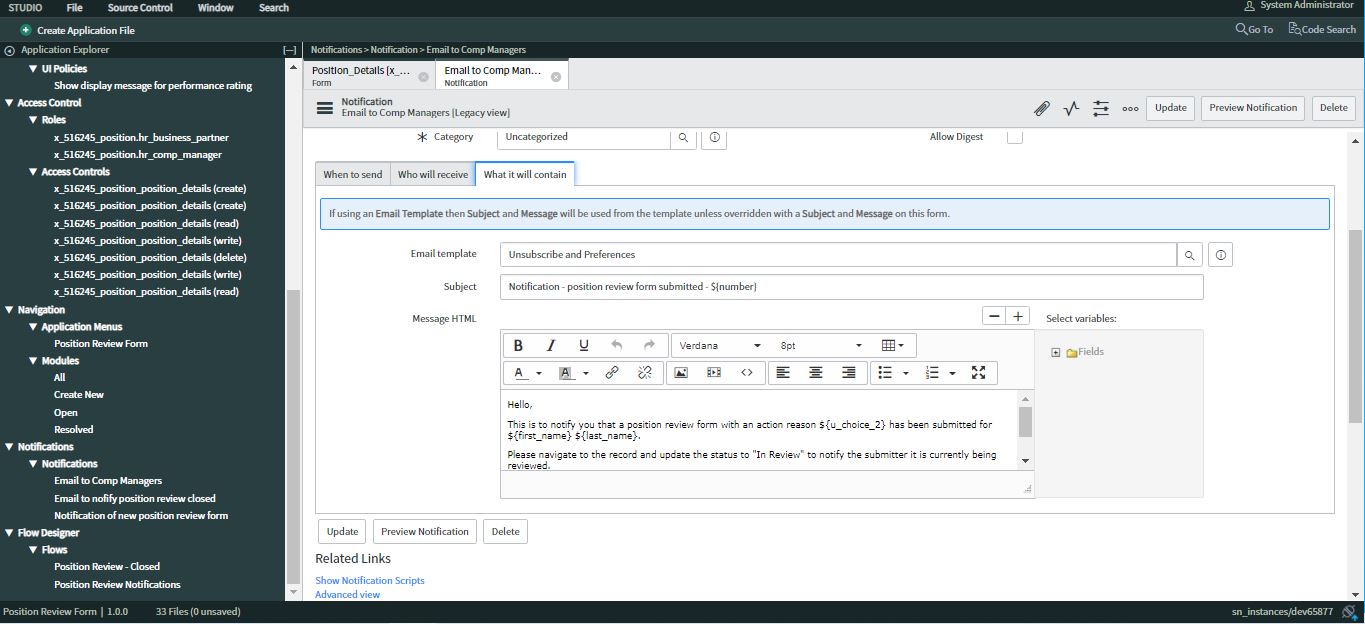 STUDIO File Source Control Window Search System Administrator
Create Application File Go To Code Search
Application Explorer [—] Notifications > Notification > Email to Comp Managers
UI Policies
Show display message for performance rating
Access Control
Roles
x_516245_position.hr_business_partner
x_516245_position.hr_comp_manager
Access Controls
x_516245_position_position_details (create)
x_516245_position_position_details (create)
x_516245_position_position_details (read)
x_516245_position_position_details (write)
x_516245_position_position_details (delete)
x_516245_position_position_details (write)
x_516245_position_position_details (read)
Navigation
Application Menus
Position Review Form
Modules
All
Create New
Open
Resolved
Notifications
Notifications
Email to Comp Managers
Email to nofify position review closed
Notification of new position review form
Flow Designer
Flows
Position Review - Closed
Position Review Notifications
Position_Details [x_... Email to Comp Man...
Form Notification
Notification
Email to Comp Managers [Legacy view]
Update Preview Notification Delete
Category Uncategorized Allow Digest
When to send Who will receive What it will contain
If using an Email Template then Subject and Message will be used from the template unless overridden with a Subject and Message on this form.
Email template Unsubscribe and Preferences
Subject Notification - position review form submitted - ${number}
Message HTML Select variables:
B I U Verdana 8pt
A A
Fields
Hello,
This is to notify you that a position review form with an action reason ${u_choice_2} has been submitted for
${first_name} ${last_name}.
Please navigate to the record and update the status to "In Review" to notify the submitter it is currently being
reviewed.
Update Preview Notification Delete
Related Links
Show Notification Scripts
Advanced view
Position Review Form | 1.0.0 33 Files (0 unsaved) sn_instances/dev65877